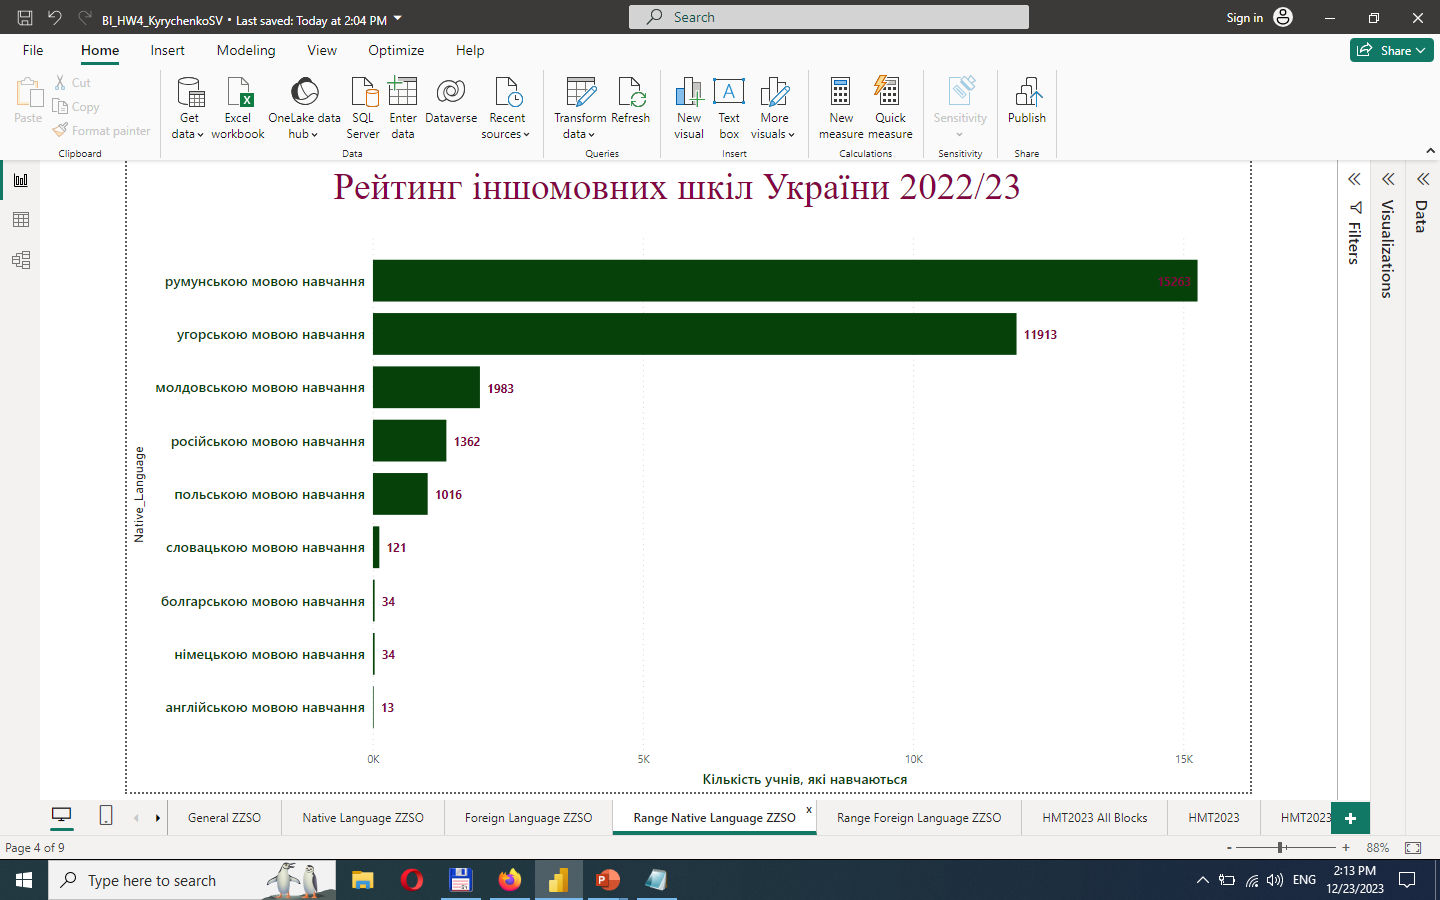 BI_HW4_KyrychenkoSV • Last saved: Today at 2:04 PM
Search
Sign in
File
Home
Insert
Modeling
View
Optimize
Help
Share
Paste
Cut
Copy
Format painter
Clipboard
Get data
Excel workbook
OneLake data hub
SQL Server
Enter data
Dataverse
Recent sources
Data
Transform data
Refresh
Queries
New visual
Text box
More visuals
Insert
New measure
Quick measure
Calculations
Sensitivity
Sensitivity
Publish
Share
Рейтинг іншомовних шкіл України 2022/23
Native_Language
румунською мовою навчання 15263
угорською мовою навчання 11913
молдовською мовою навчання 1983
російською мовою навчання 1362
польською мовою навчання 1016
словацькою мовою навчання 121
болгарською мовою навчання 34
німецькою мовою навчання 34
англійською мовою навчання 13
0K 5K 10K 15K
Кількість учнів, які навчаються
Filters
Visualizations
Data
General ZZSO
Native Language ZZSO
Foreign Language ZZSO
Range Native Language ZZSO
x
Range Foreign Language ZZSO
HMT2023 All Blocks
HMT2023
HMT2023
Page 4 of 9
- + 88%
Type here to search
ENG
2:13 PM
12/23/2023